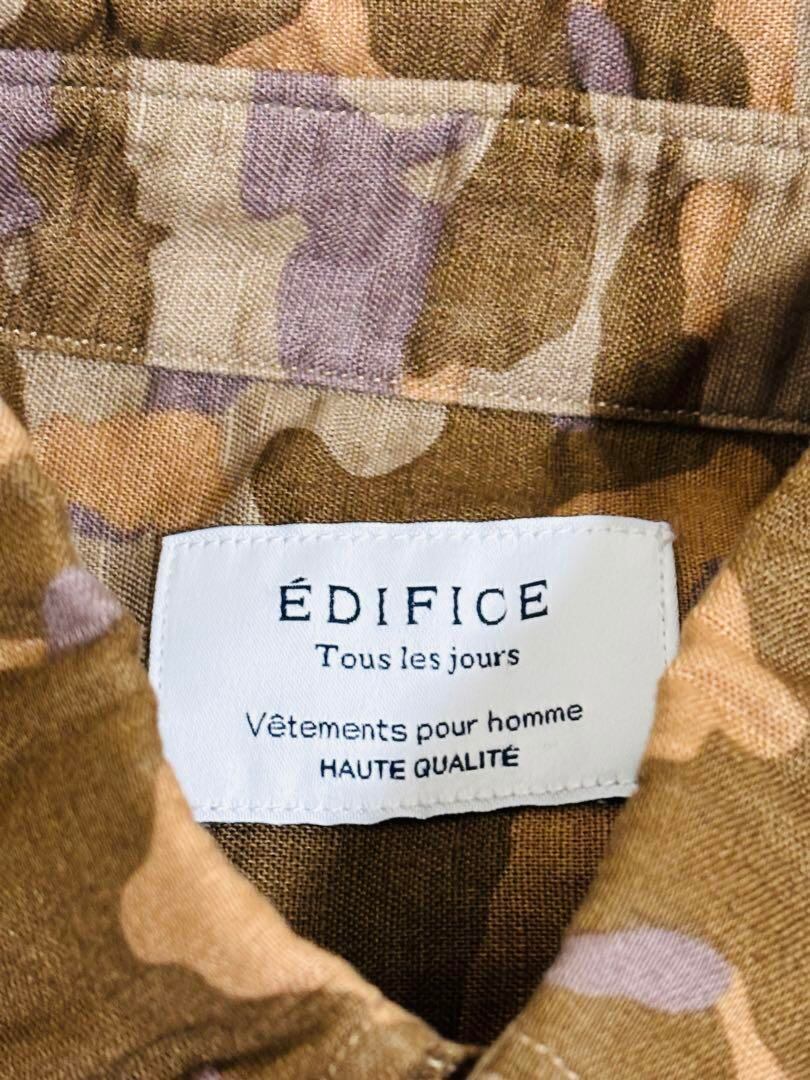 ÉDIFICE
Tous les jours
Vêtements pour homme
HAUTE QUALITÉ